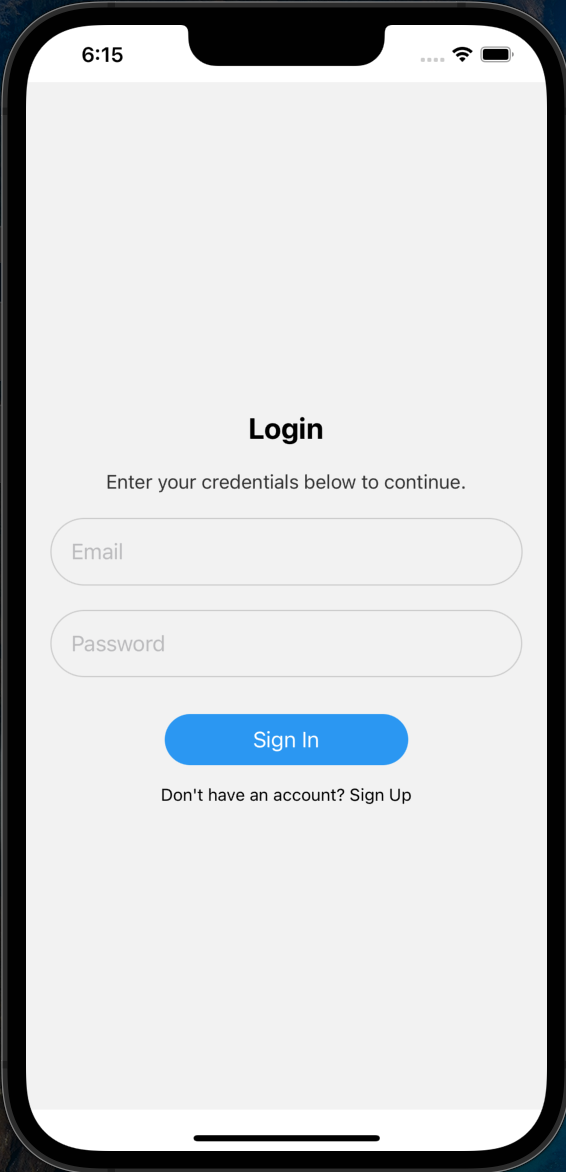 6:15
Login
Enter your credentials below to continue.
Email
Password
Sign In
Don't have an account? Sign Up